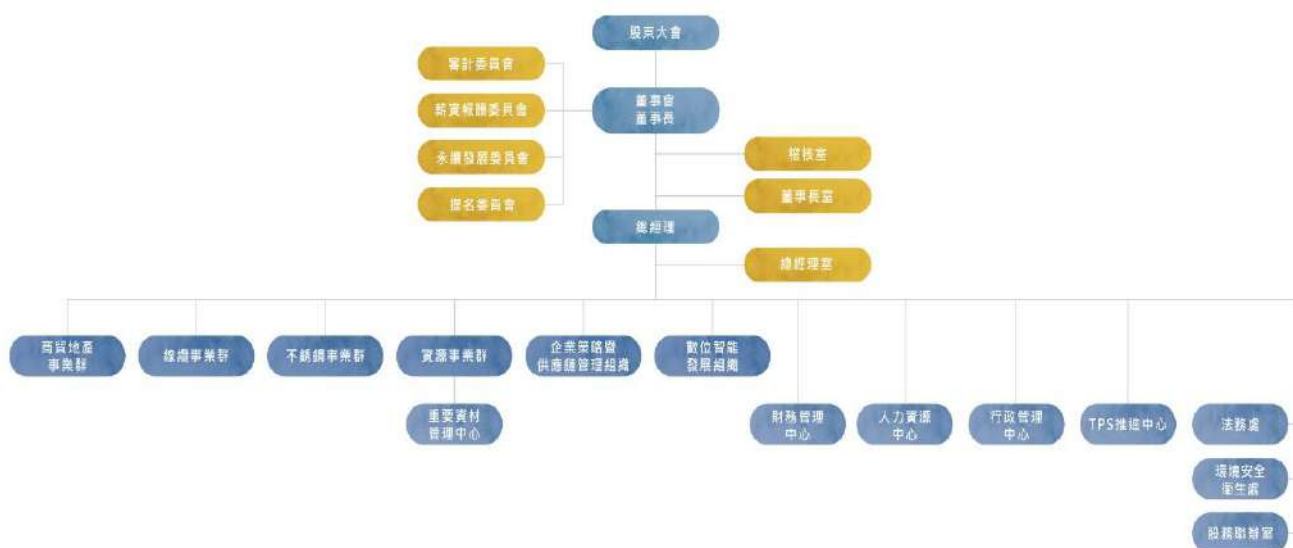 股東大會
審計委員會
薪資報酬委員會
永續發展委員會
提名委員會
董事會
董事長
稽核室
董事長室
總經理
總經理室
商貿地產
事業群
線纜事業群
不銹鋼事業群
資源事業群
企業策略暨
供應鏈管理組織
數位智能
發展組織
重要資材
管理中心
財務管理
中心
人力資源
中心
行政管理
中心
TPS推進中心
法務處
環境安全
衛生處
股務聯辦室